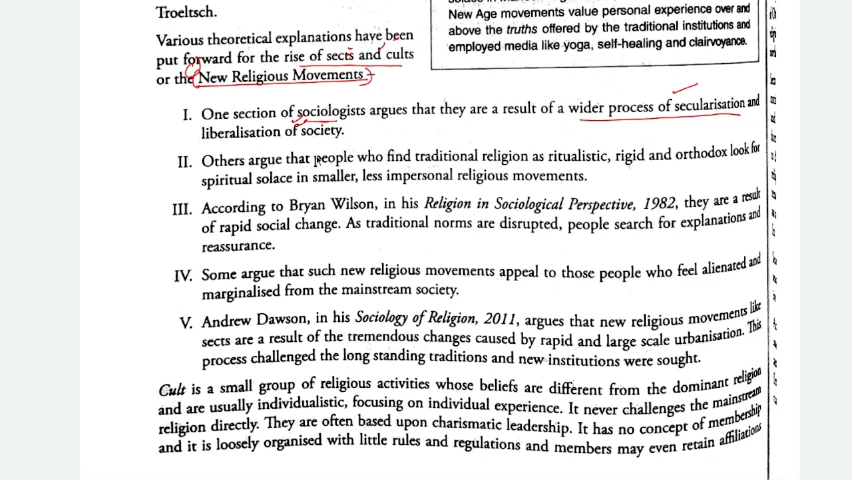 Troeltsch.
New Age movements value personal experience over and
above the truths offered by the traditional institutions and
employed media like yoga, self-healing and clairvoyance.
Various theoretical explanations have been
put forward for the rise of sects and cults
or the New Religious Movements–
I. One section of sociologists argues that they are a result of a wider process of secularisation and
liberalisation of society.
II. Others argue that people who find traditional religion as ritualistic, rigid and orthodox look for
spiritual solace in smaller, less impersonal religious movements.
III. According to Bryan Wilson, in his Religion in Sociological Perspective, 1982, they are a result
of rapid social change. As traditional norms are disrupted, people search for explanations and
reassurance.
IV. Some argue that such new religious movements appeal to those people who feel alienated and
marginalised from the mainstream society.
V. Andrew Dawson, in his Sociology of Religion, 2011, argues that new religious movements like
sects are a result of the tremendous changes caused by rapid and large scale urbanisation. This
process challenged the long standing traditions and new institutions were sought.
Cult is a small group of religious activities whose beliefs are different from the dominant religion
and are usually individualistic, focusing on individual experience. It never challenges the mainstream
religion directly. They are often based upon charismatic leadership. It has no concept of membership
and it is loosely organised with little rules and regulations and members may even retain affiliations